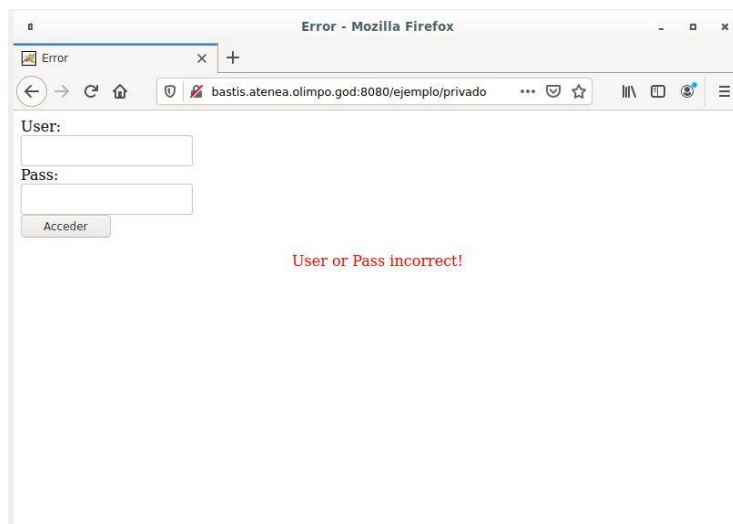 Error - Mozilla Firefox
Error
bastis.atenea.olimpo.god:8080/ejemplo/privado
User:
Pass:
Acceder
User or Pass incorrect!